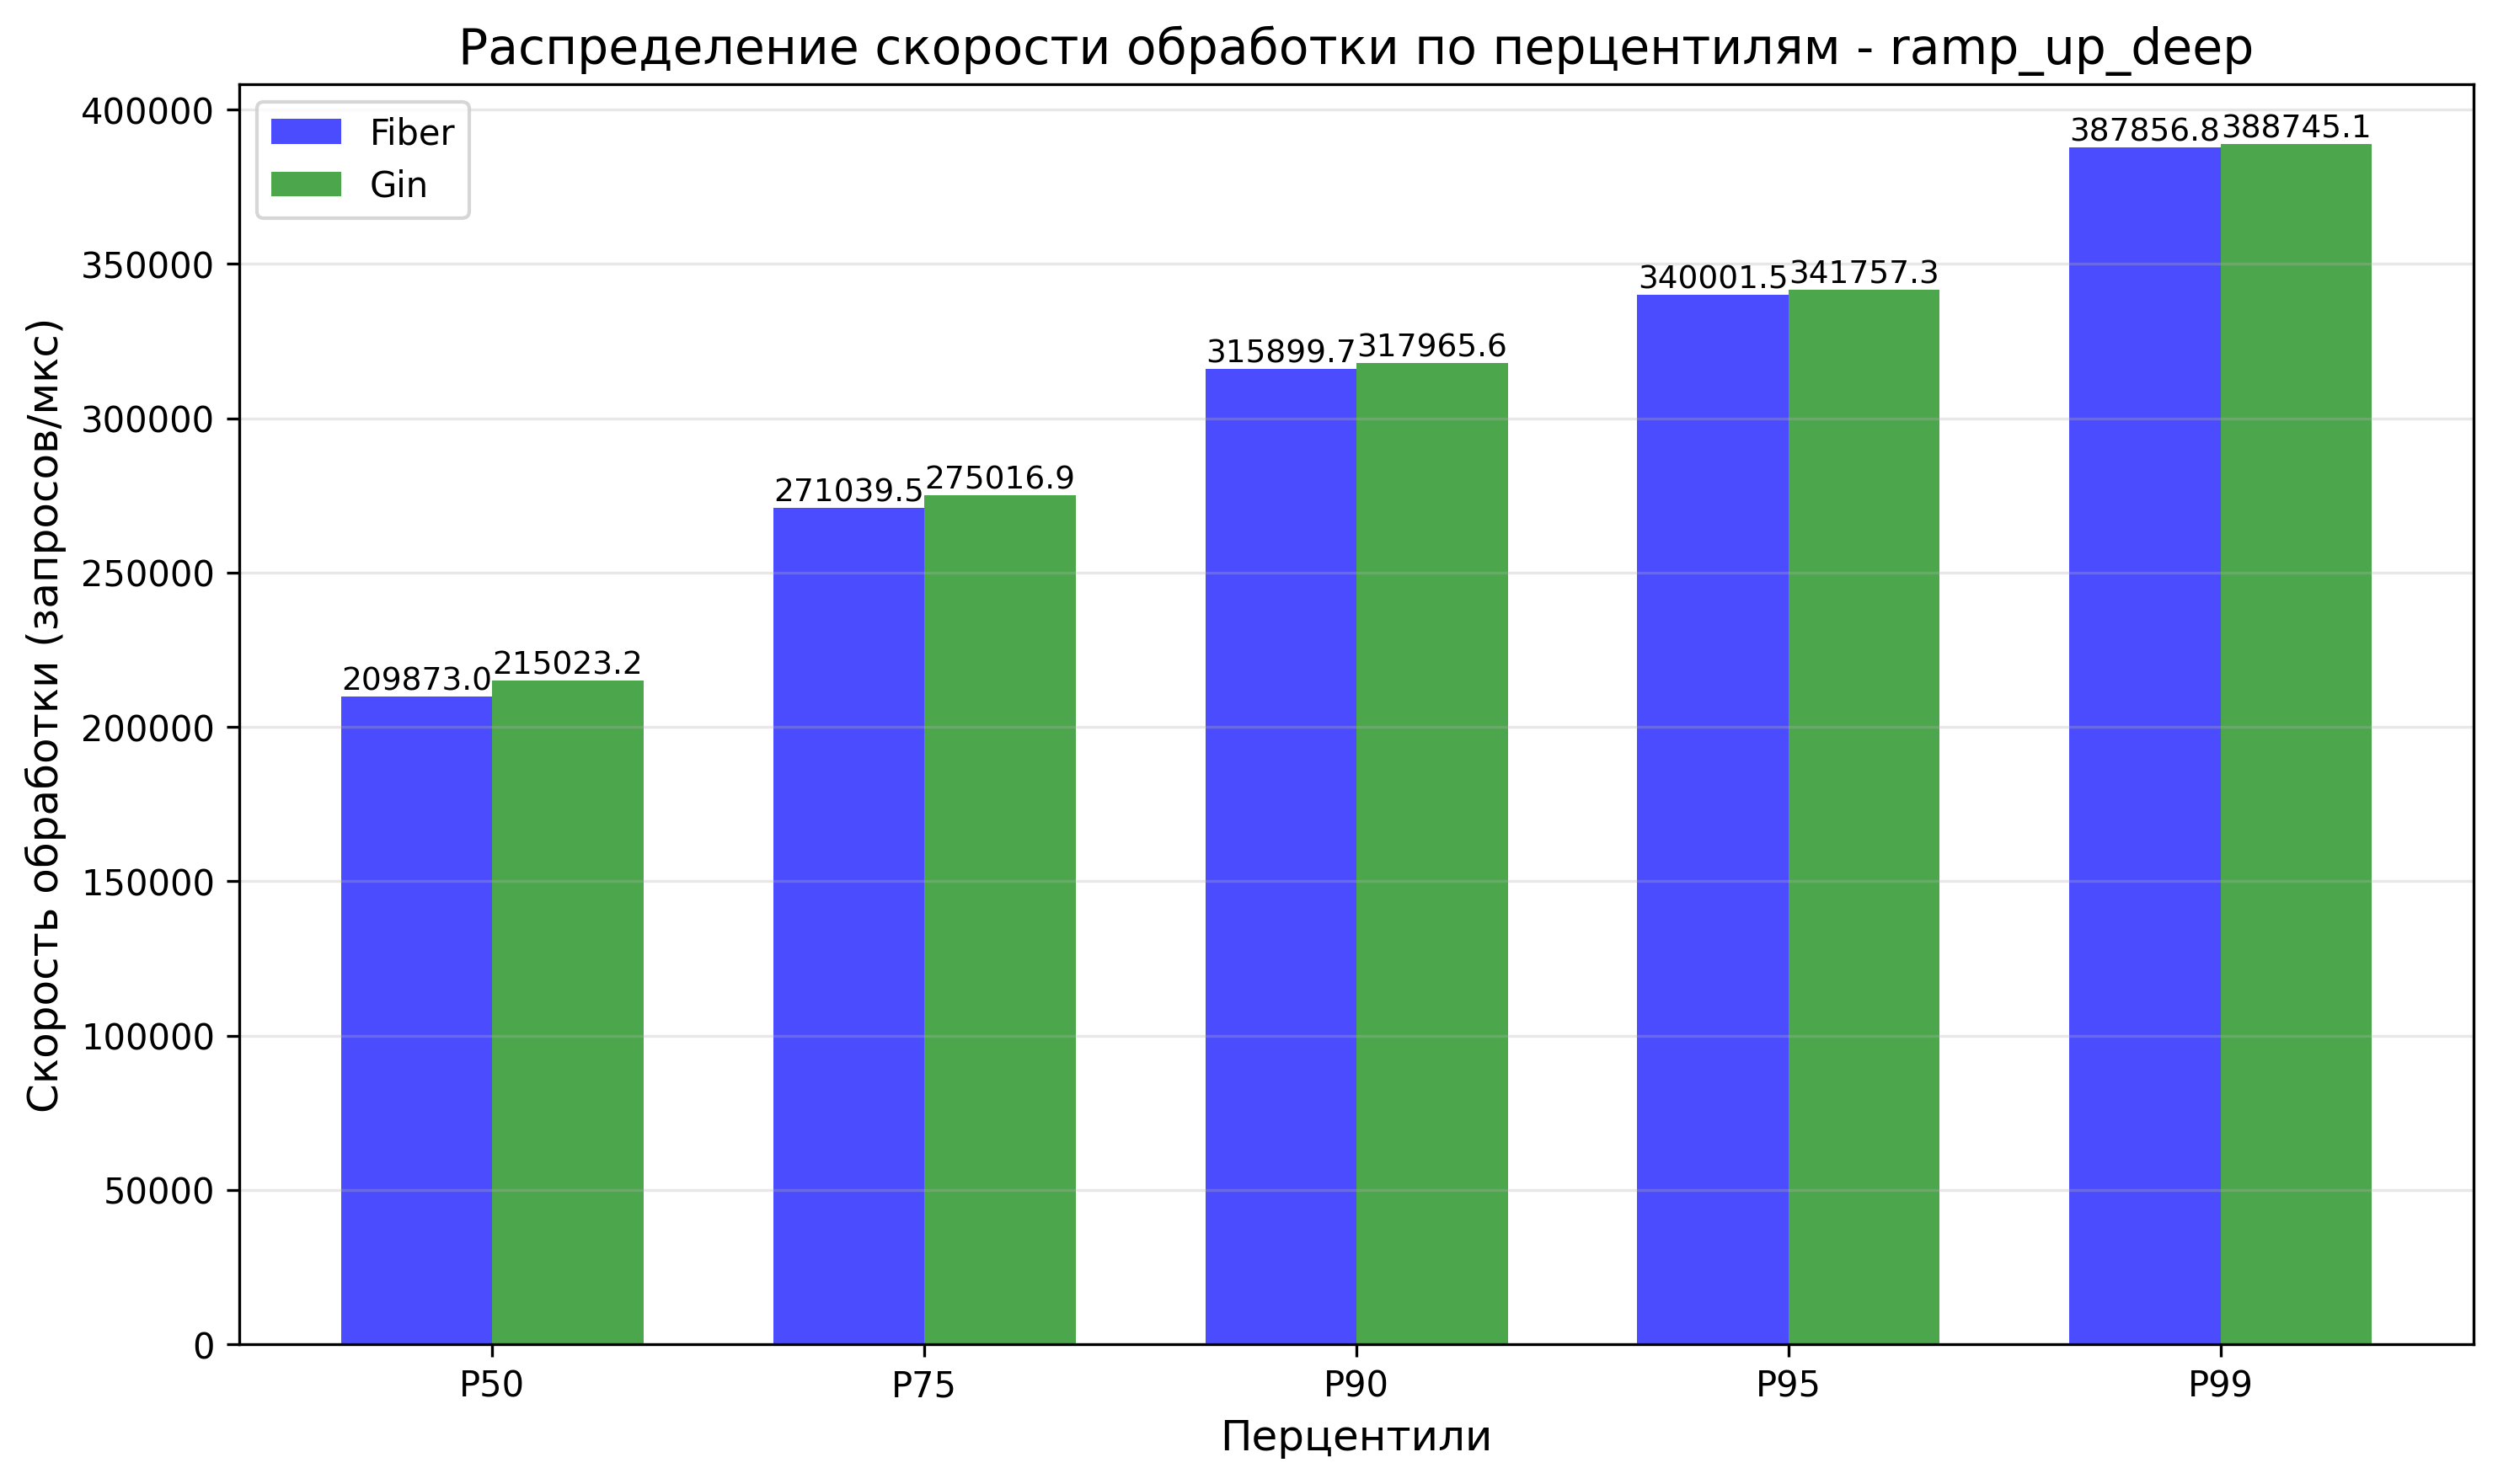 Распределение скорости обработки по перцентилям - ramp_up_deep
Fiber
Gin
Скорость обработки (запросов/мкс)
400000
350000
300000
250000
200000
150000
100000
50000
0
209873.0
215023.2
271039.5
275016.9
315899.7
317965.6
340001.5
341757.3
387856.8
388745.1
P50
P75
P90
P95
P99
Перцентили